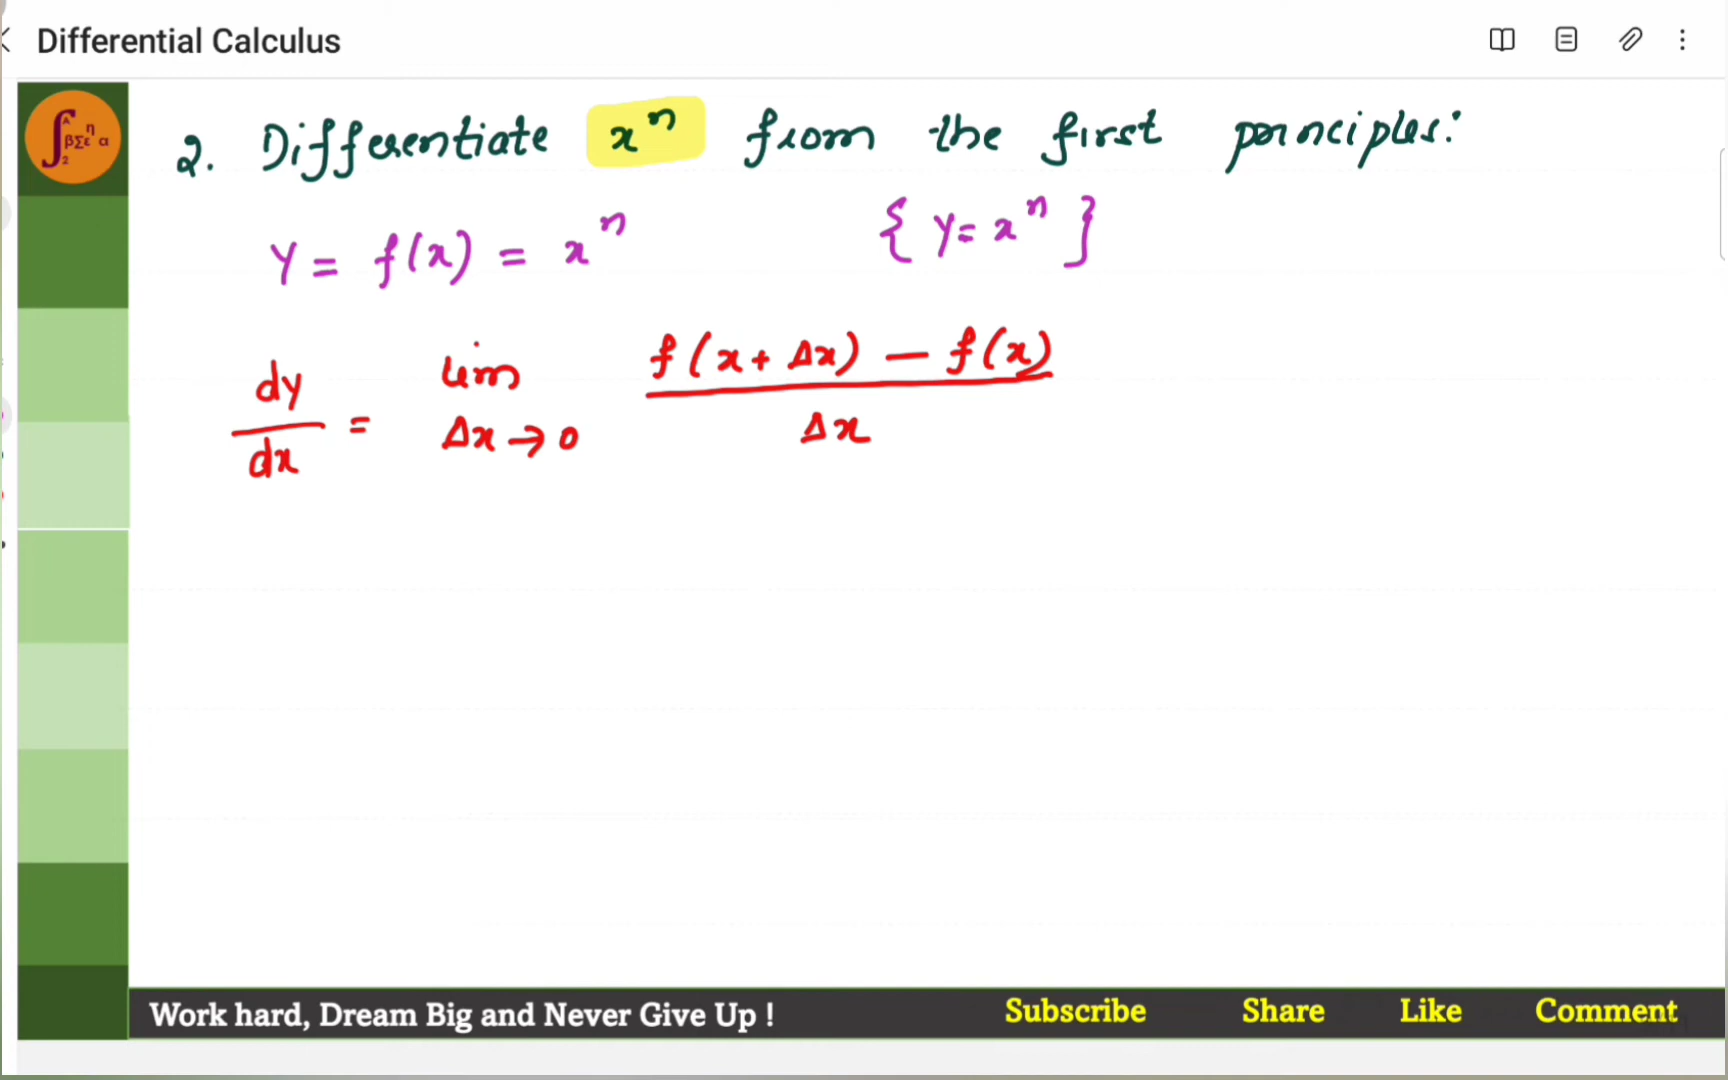 Differential Calculus
2. Differentiate xⁿ from the first principles:
Y = f(x) = xⁿ { Y = xⁿ }
dy/dx = lim Δx→0 f(x + Δx) − f(x) / Δx
Work hard, Dream Big and Never Give Up ! Subscribe Share Like Comment